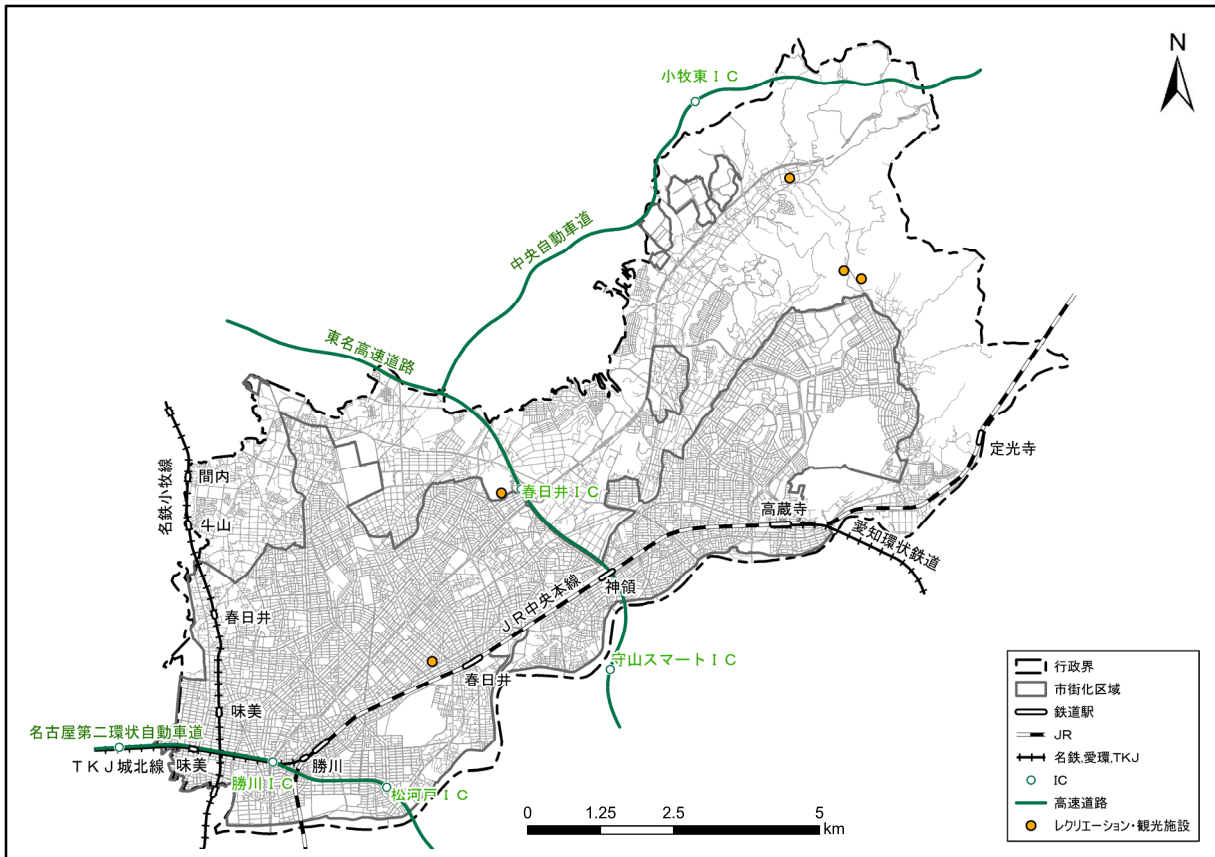 N
小牧東IC
中央自動車道
東名高速道路
名鉄小牧線
間内
牛山
春日井IC
定光寺
高蔵寺
愛知環状鉄道
JR中央本線
神領
春日井
守山スマートIC
春日井
味美
名古屋第二環状自動車道
TKJ城北線
味美
勝川
勝川IC
松河戸IC
0 1.25 2.5 5
km
行政界
市街化区域
鉄道駅
JR
名鉄,愛環,TKJ
IC
高速道路
レクリエーション・観光施設